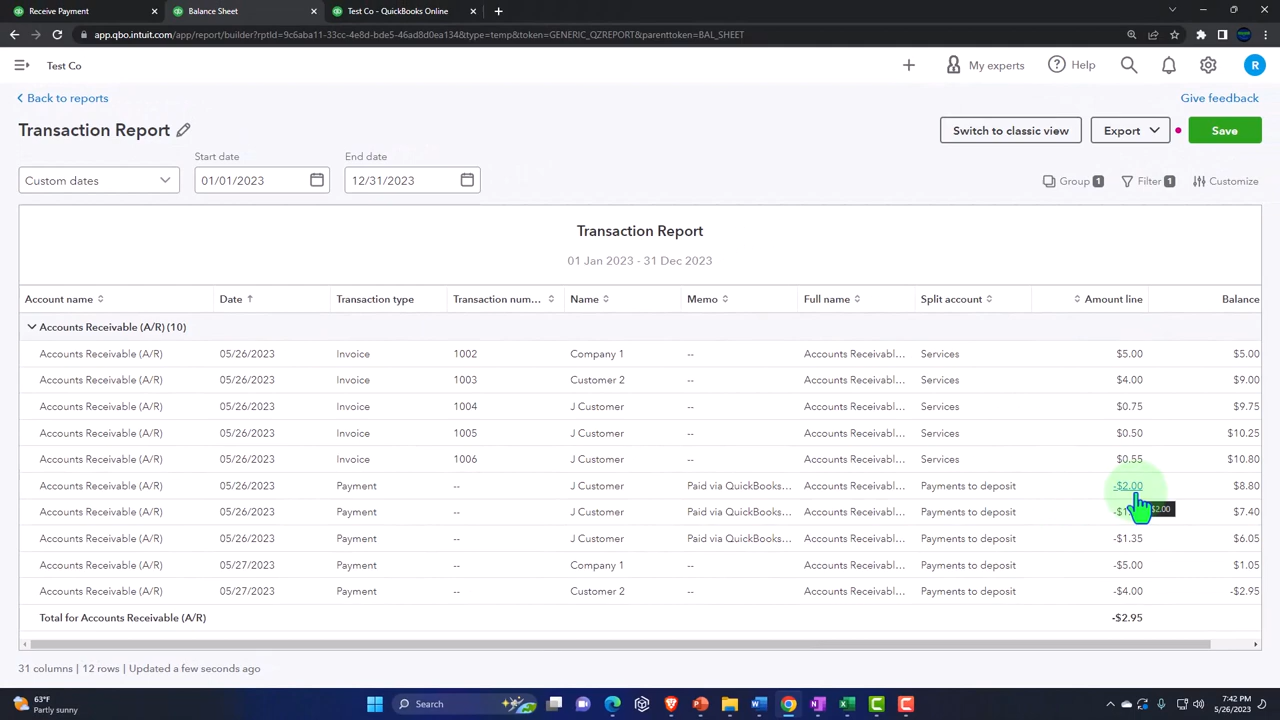 Receive Payment
Balance Sheet
Test Co - QuickBooks Online
app.qbo.intuit.com/app/report/builder?rptId=9c6afa11-33cc-4e8d-b5e6-46ad8d0ea134&type=temp&token=GENERIC_QZREPORT&parenttoken=BAL_SHEET
Test Co My experts Help R
Back to reports Give feedback
Transaction Report Switch to classic view Export Save
Start date End date
Custom dates 01/01/2023 12/31/2023 Group 1 Filter 1 Customize
Transaction Report
01 Jan 2023 - 31 Dec 2023
Account name Date Transaction type Transaction num... Name Memo Full name Split account Amount line Balance
Accounts Receivable (A/R) (10)
Accounts Receivable (A/R) 05/26/2023 Invoice 1002 Company 1 -- Accounts Receivabl... Services $5.00 $5.00
Accounts Receivable (A/R) 05/26/2023 Invoice 1003 Customer 2 -- Accounts Receivabl... Services $4.00 $9.00
Accounts Receivable (A/R) 05/26/2023 Invoice 1004 J Customer -- Accounts Receivabl... Services $0.75 $9.75
Accounts Receivable (A/R) 05/26/2023 Invoice 1005 J Customer -- Accounts Receivabl... Services $0.50 $10.25
Accounts Receivable (A/R) 05/26/2023 Invoice 1006 J Customer -- Accounts Receivabl... Services $0.55 $10.80
Accounts Receivable (A/R) 05/26/2023 Payment -- J Customer Paid via QuickBooks... Accounts Receivabl... Payments to deposit -$2.00 $8.80
$2.00
Accounts Receivable (A/R) 05/26/2023 Payment -- J Customer Paid via QuickBooks... Accounts Receivabl... Payments to deposit $7.40
Accounts Receivable (A/R) 05/26/2023 Payment -- J Customer Paid via QuickBooks... Accounts Receivabl... Payments to deposit -$1.35 $6.05
Accounts Receivable (A/R) 05/27/2023 Payment -- Company 1 -- Accounts Receivabl... Payments to deposit -$5.00 $1.05
Accounts Receivable (A/R) 05/27/2023 Payment -- Customer 2 -- Accounts Receivabl... Payments to deposit -$4.00 -$2.95
Total for Accounts Receivable (A/R) -$2.95
31 columns | 12 rows | Updated a few seconds ago
63°F
Partly sunny
Search
7:42 PM
5/26/2023